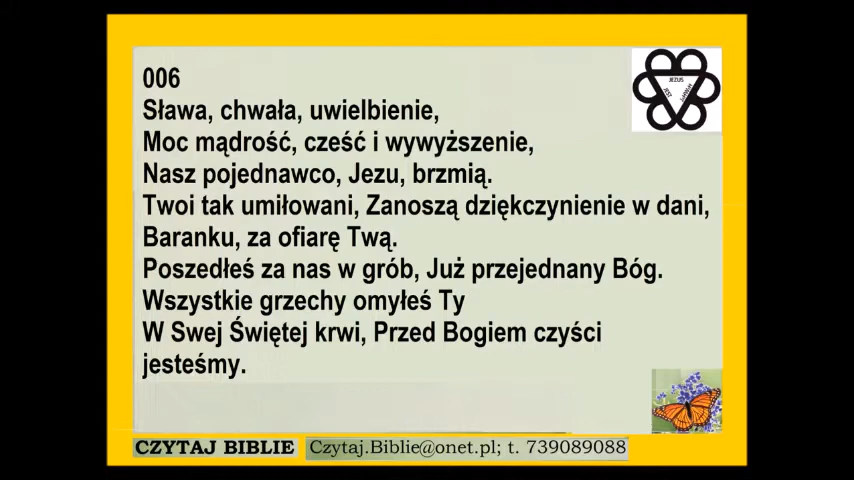 006
Sława, chwała, uwielbienie,
Moc mądrość, cześć i wywyższenie,
Nasz pojednawco, Jezu, brzmią.
Twoi tak umiłowani, Zanoszą dziękczynienie w dani,
Baranku, za ofiarę Twą.
Poszedłeś za nas w grób, Już przejednany Bóg.
Wszystkie grzechy omyłeś Ty
W Swej Świętej krwi, Przed Bogiem czyści
jesteśmy.
JEZUS
JEST
PANEM
CZYTAJ BIBLIE
Czytaj.Biblie@onet.pl; t. 739089088